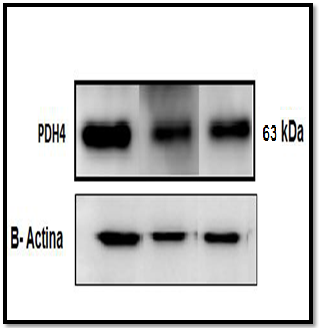 PDH4 63 kDa
B- Actina